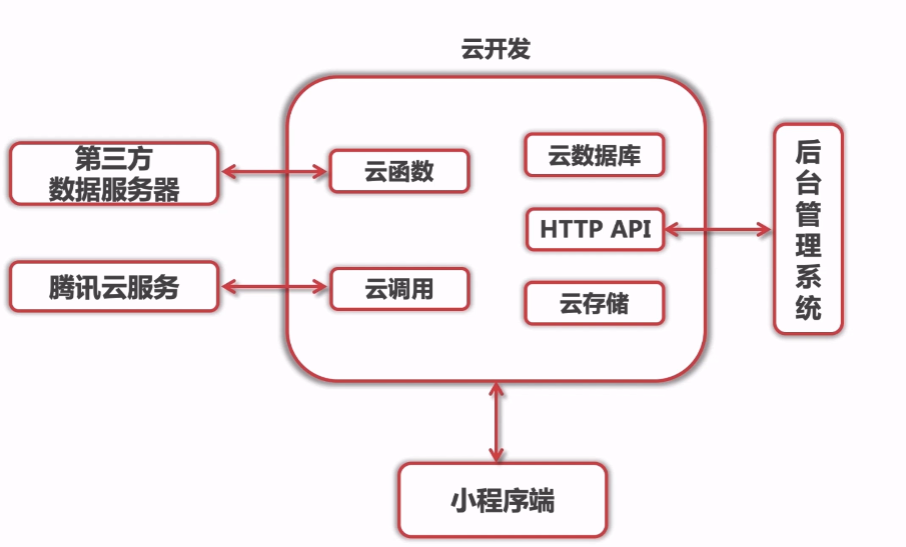 云开发
第三方
数据服务器
云函数
云数据库
HTTP API
后台管理系统
腾讯云服务
云调用
云存储
小程序端